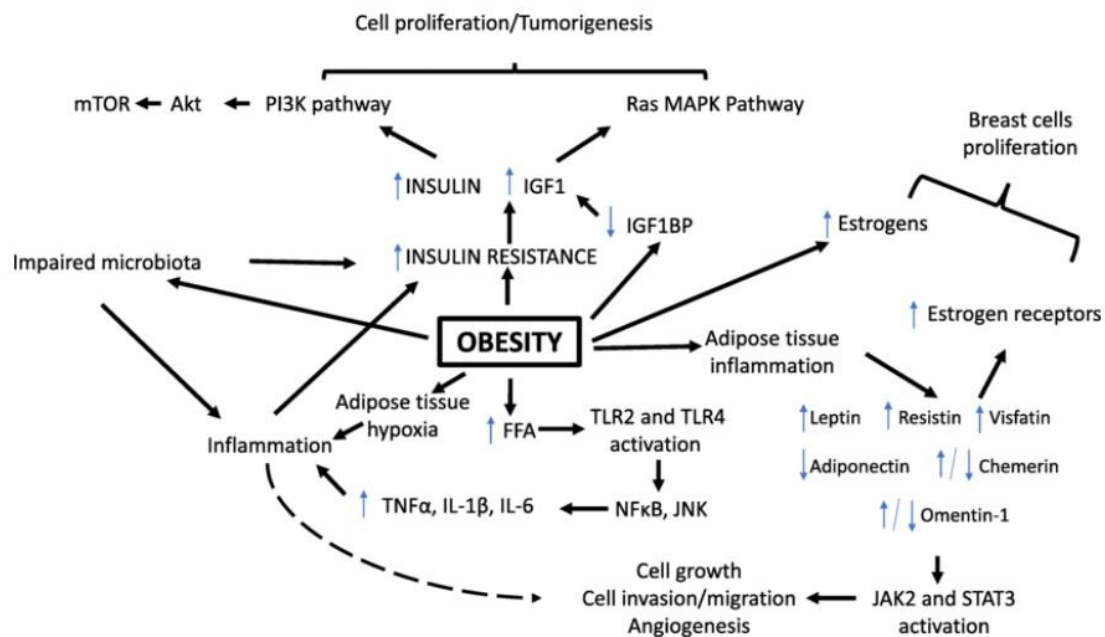 Cell proliferation/Tumorigenesis
mTOR Akt PI3K pathway Ras MAPK Pathway
Breast cells
proliferation
INSULIN IGF1
IGF1BP
Estrogens
Impaired microbiota
INSULIN RESISTANCE
Estrogen receptors
OBESITY
Adipose tissue
inflammation
Adipose tissue
hypoxia
FFA
TLR2 and TLR4
activation
Leptin Resistin Visfatin
Inflammation
Adiponectin / Chemerin
TNFα, IL-1β, IL-6
NFκB, JNK
/ Omentin-1
Cell growth
Cell invasion/migration
Angiogenesis
JAK2 and STAT3
activation